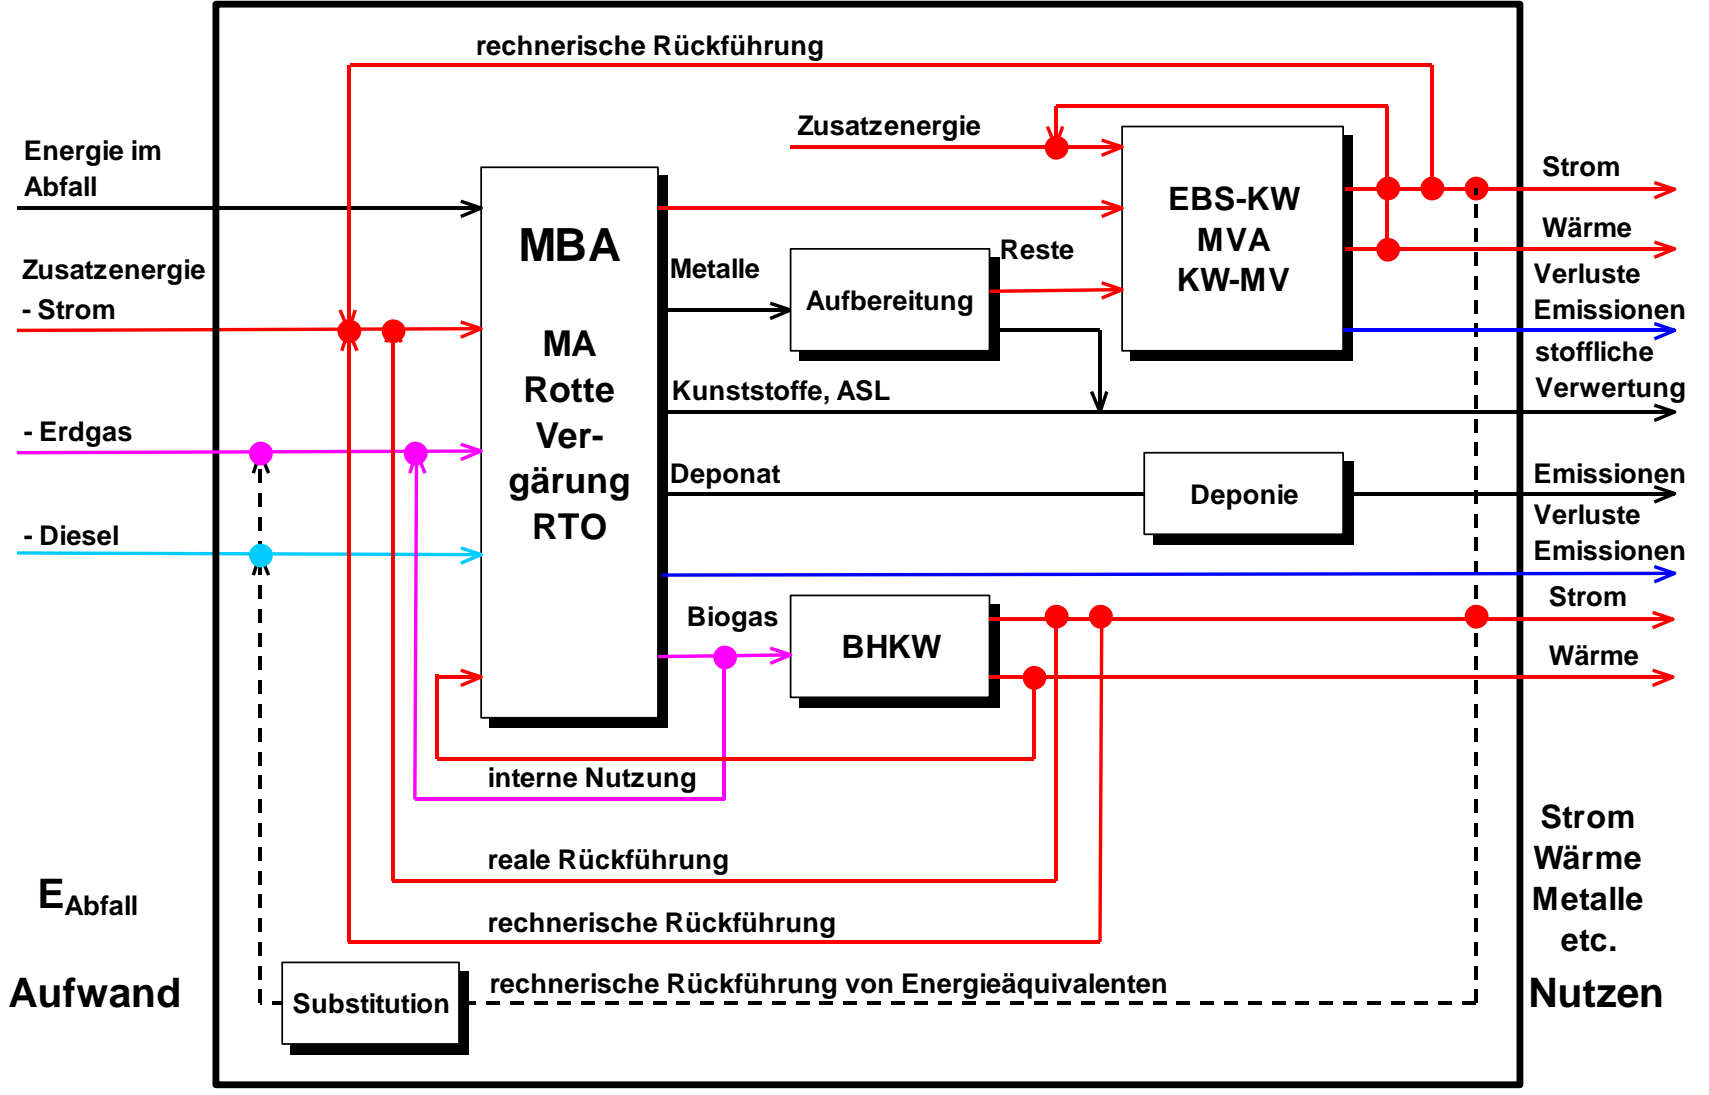 rechnerische Rückführung
Zusatzenergie
Energie im
Abfall
Zusatzenergie
- Strom
- Erdgas
- Diesel
MBA
MA
Rotte
Ver-
gärung
RTO
Metalle
Aufbereitung
Reste
EBS-KW
MVA
KW-MV
Kunststoffe, ASL
Deponat
Deponie
Biogas
BHKW
Strom
Wärme
Verluste
Emissionen
stoffliche
Verwertung
Emissionen
Verluste
Emissionen
Strom
Wärme
interne Nutzung
reale Rückführung
rechnerische Rückführung
rechnerische Rückführung von Energieäquivalenten
Substitution
EAbfall
Aufwand
Strom
Wärme
Metalle
etc.
Nutzen